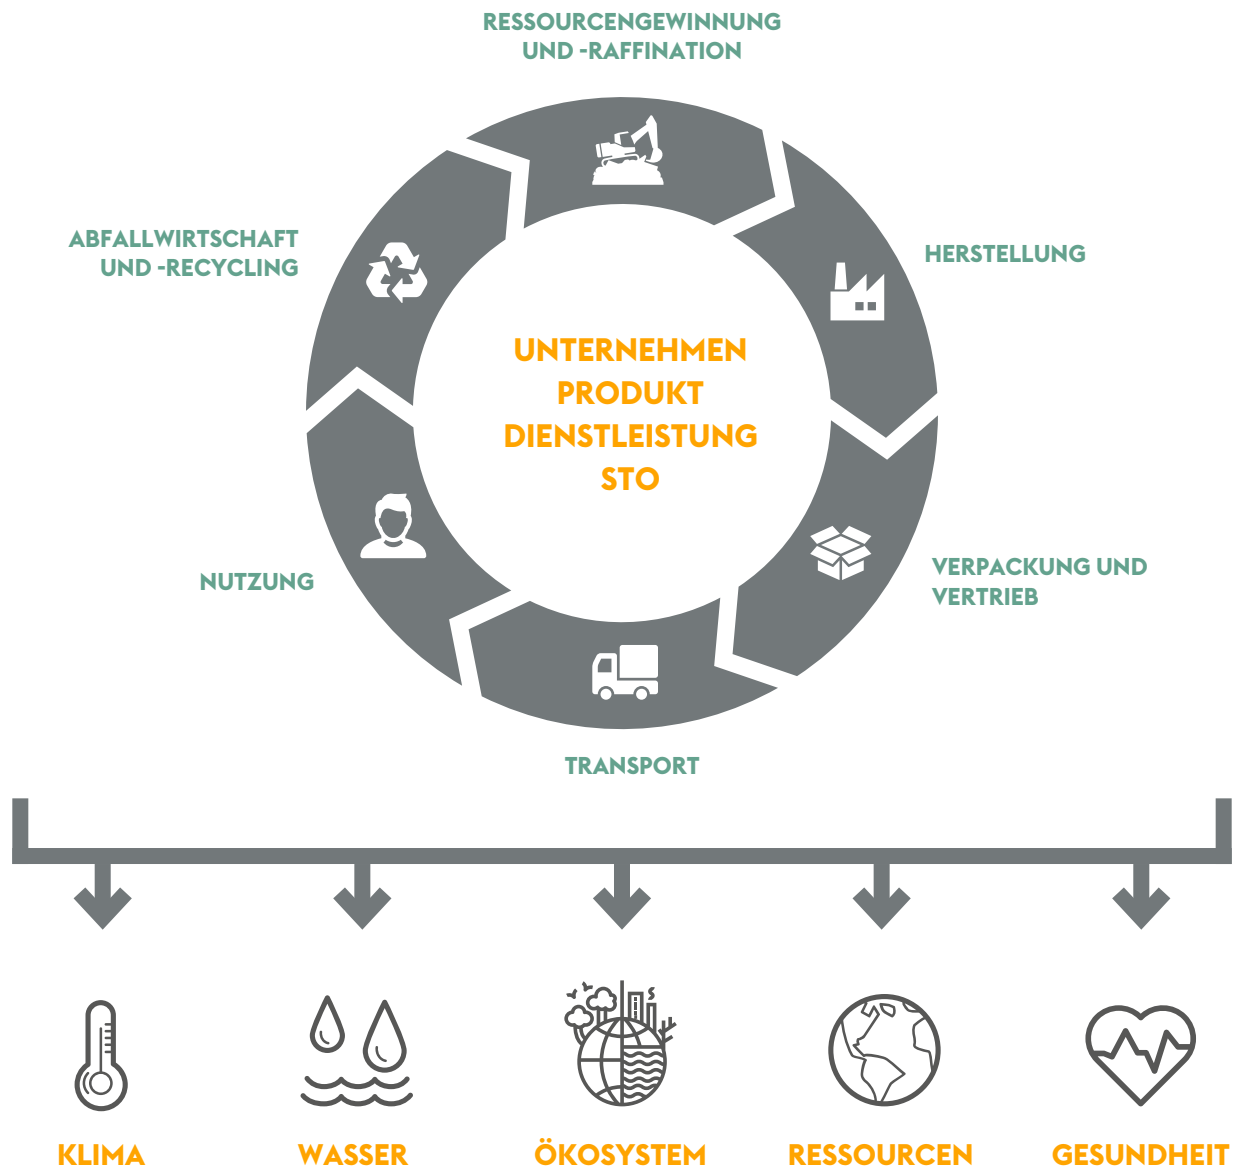 RESSOURCENGEWINNUNG
UND -RAFFINATION
HERSTELLUNG
VERPACKUNG UND
VERTRIEB
TRANSPORT
NUTZUNG
ABFALLWIRTSCHAFT
UND -RECYCLING
UNTERNEHMEN
PRODUKT
DIENSTLEISTUNG
STO
KLIMA
WASSER
ÖKOSYSTEM
RESSOURCEN
GESUNDHEIT